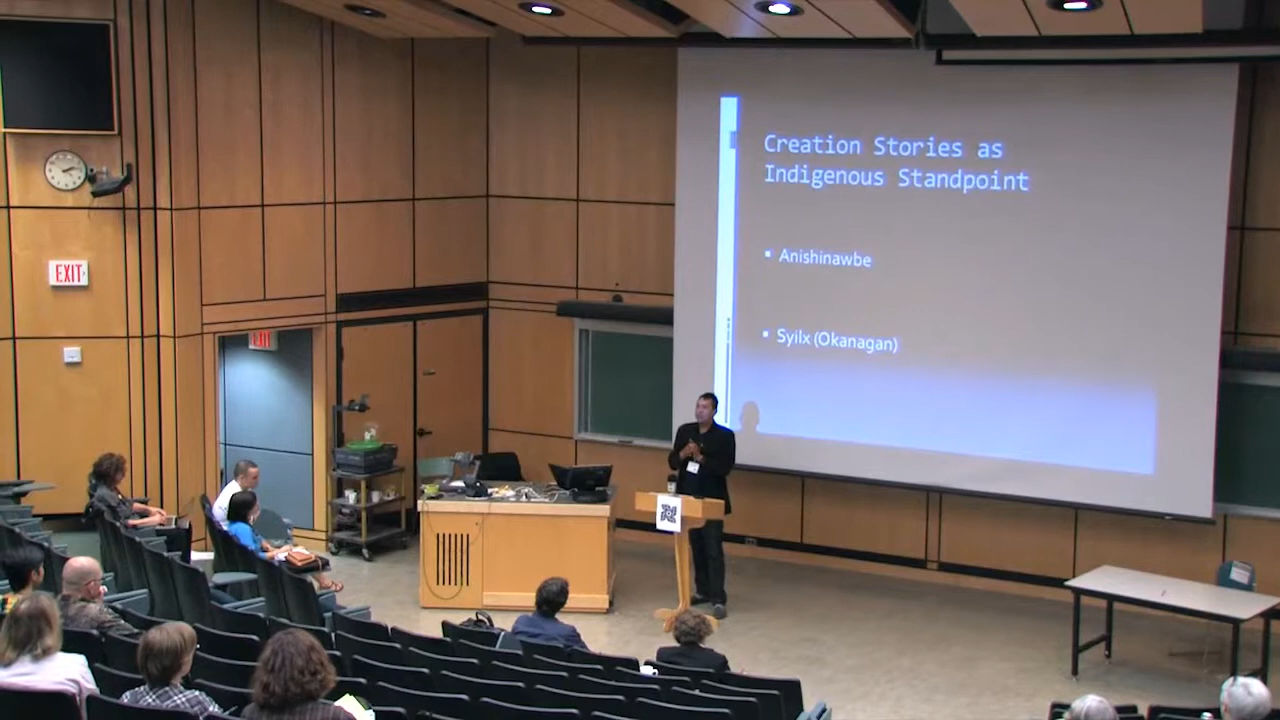 Creation Stories as
Indigenous Standpoint
Anishinawbe
Syilx (Okanagan)
EXIT
EXIT